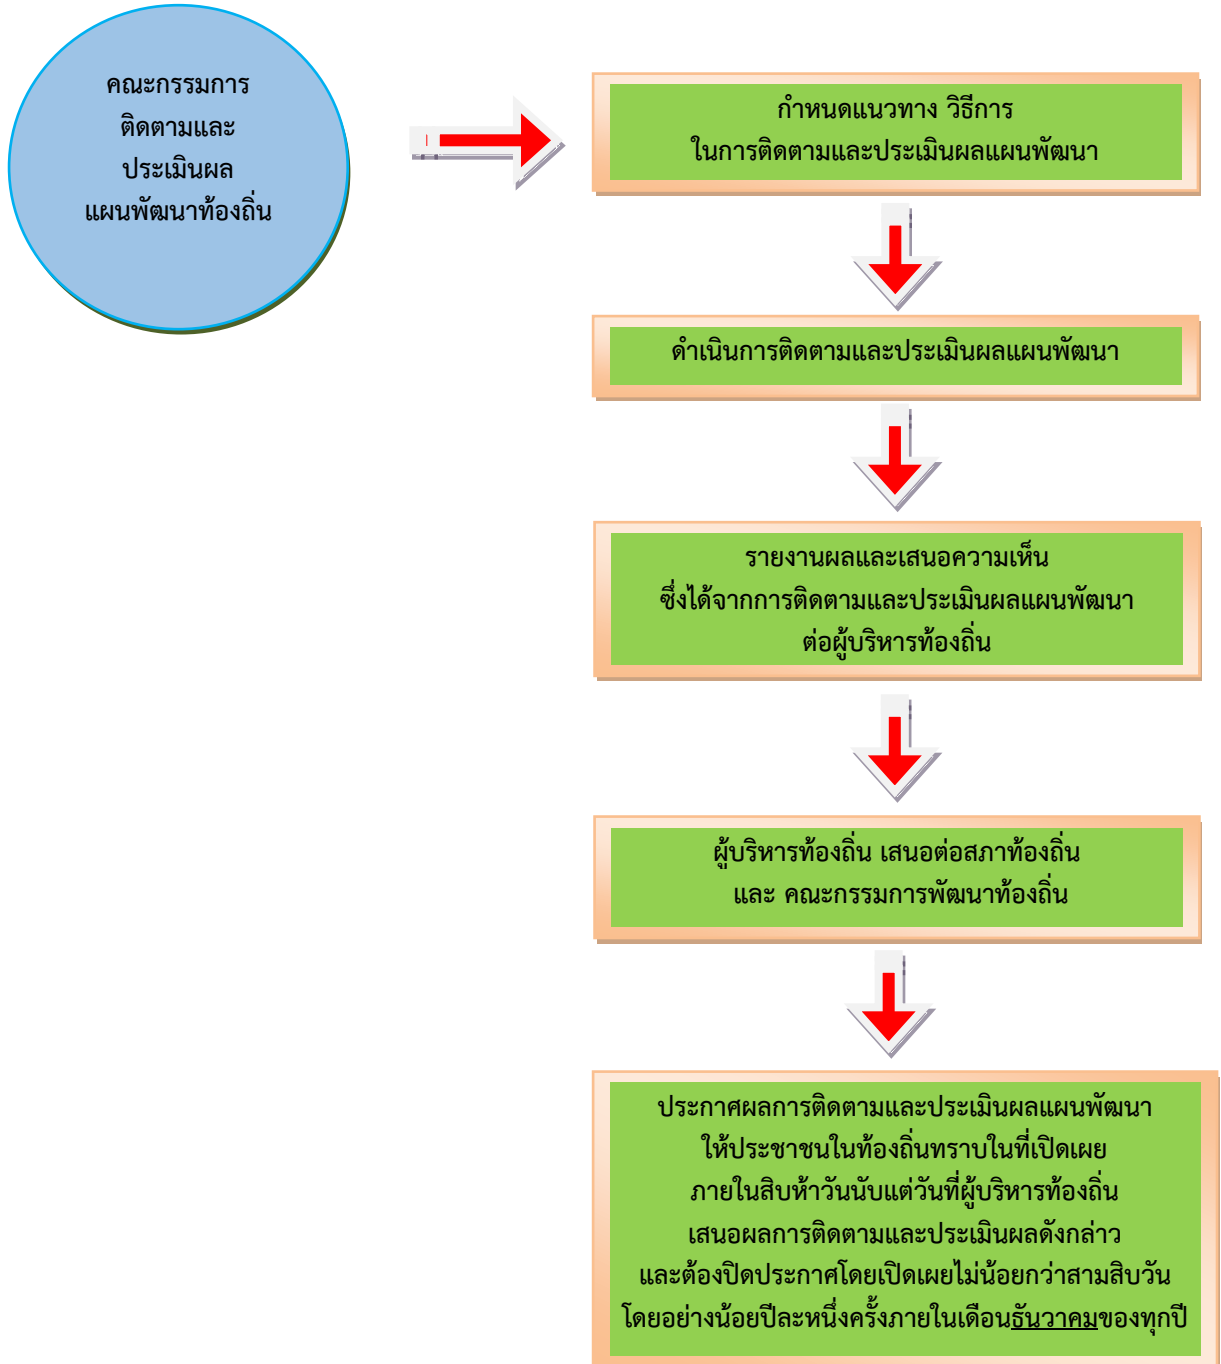 คณะกรรมการ
ติดตามและ
ประเมินผล
แผนพัฒนาท้องถิ่น
กำหนดแนวทาง วิธีการ
ในการติดตามและประเมินผลแผนพัฒนา
ดำเนินการติดตามและประเมินผลแผนพัฒนา
รายงานผลและเสนอความเห็น
ซึ่งได้จากการติดตามและประเมินผลแผนพัฒนา
ต่อผู้บริหารท้องถิ่น
ผู้บริหารท้องถิ่น เสนอต่อสภาท้องถิ่น
และ คณะกรรมการพัฒนาท้องถิ่น
ประกาศผลการติดตามและประเมินผลแผนพัฒนา
ให้ประชาชนในท้องถิ่นทราบในที่เปิดเผย
ภายในสิบห้าวันนับแต่วันที่ผู้บริหารท้องถิ่น
เสนอผลการติดตามและประเมินผลดังกล่าว
และต้องปิดประกาศโดยเปิดเผยไม่น้อยกว่าสามสิบวัน
โดยอย่างน้อยปีละหนึ่งครั้งภายในเดือนธันวาคมของทุกปี